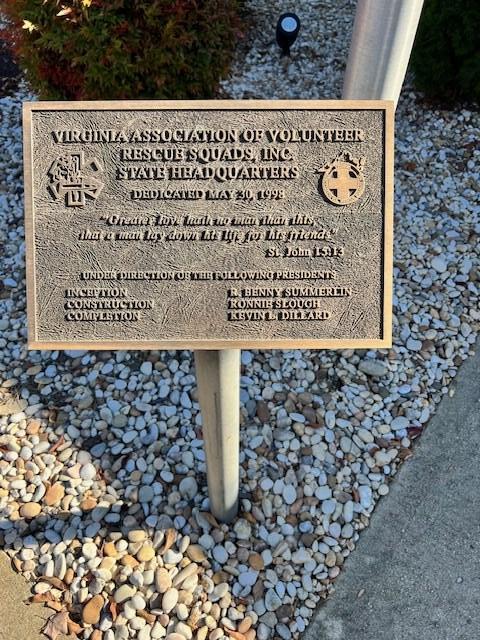 VIRGINIA ASSOCIATION OF VOLUNTEER
RESCUE SQUADS, INC.
STATE HEADQUARTERS
DEDICATED MAY 30, 1998
"Greater love hath no man than this,
that a man lay down his life for his friends"
St. John 15:13
UNDER DIRECTION OF THE FOLLOWING PRESIDENTS
INCEPTION R. BENNY SUMMERLIN
CONSTRUCTION RONNIE SLOUGH
COMPLETION KEVIN L. DILLARD